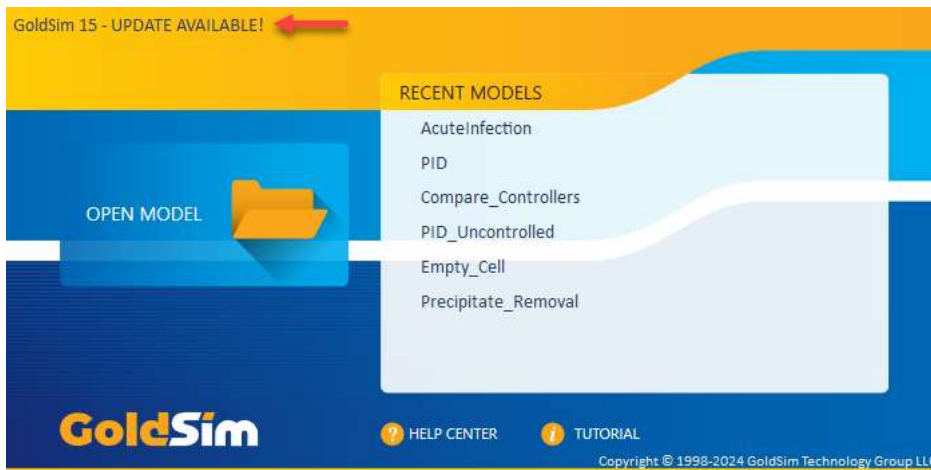 GoldSim 15 - UPDATE AVAILABLE!
RECENT MODELS
AcuteInfection
PID
Compare_Controllers
PID_Uncontrolled
Empty_Cell
Precipitate_Removal
OPEN MODEL
GoldSim
? HELP CENTER
i TUTORIAL
Copyright © 1998-2024 GoldSim Technology Group LLC